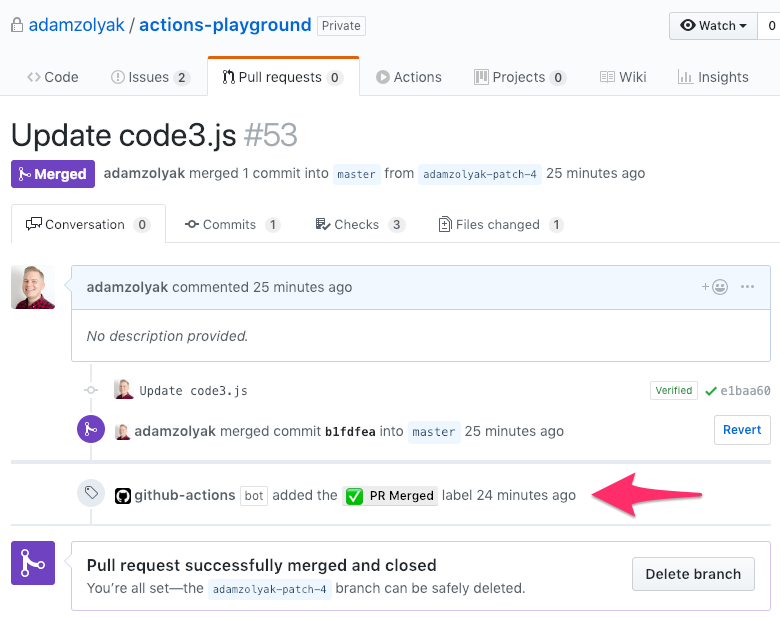 adamzolyak / actions-playground Private Watch 0
Code Issues 2 Pull requests 0 Actions Projects 0 Wiki Insights
Update code3.js #53
Merged adamzolyak merged 1 commit into master from adamzolyak-patch-4 25 minutes ago
Conversation 0 Commits 1 Checks 3 Files changed 1
adamzolyak commented 25 minutes ago
No description provided.
Update code3.js Verified e1baa60
adamzolyak merged commit b1fdfea into master 25 minutes ago Revert
github-actions bot added the ✅ PR Merged label 24 minutes ago
Pull request successfully merged and closed
You’re all set—the adamzolyak-patch-4 branch can be safely deleted.
Delete branch